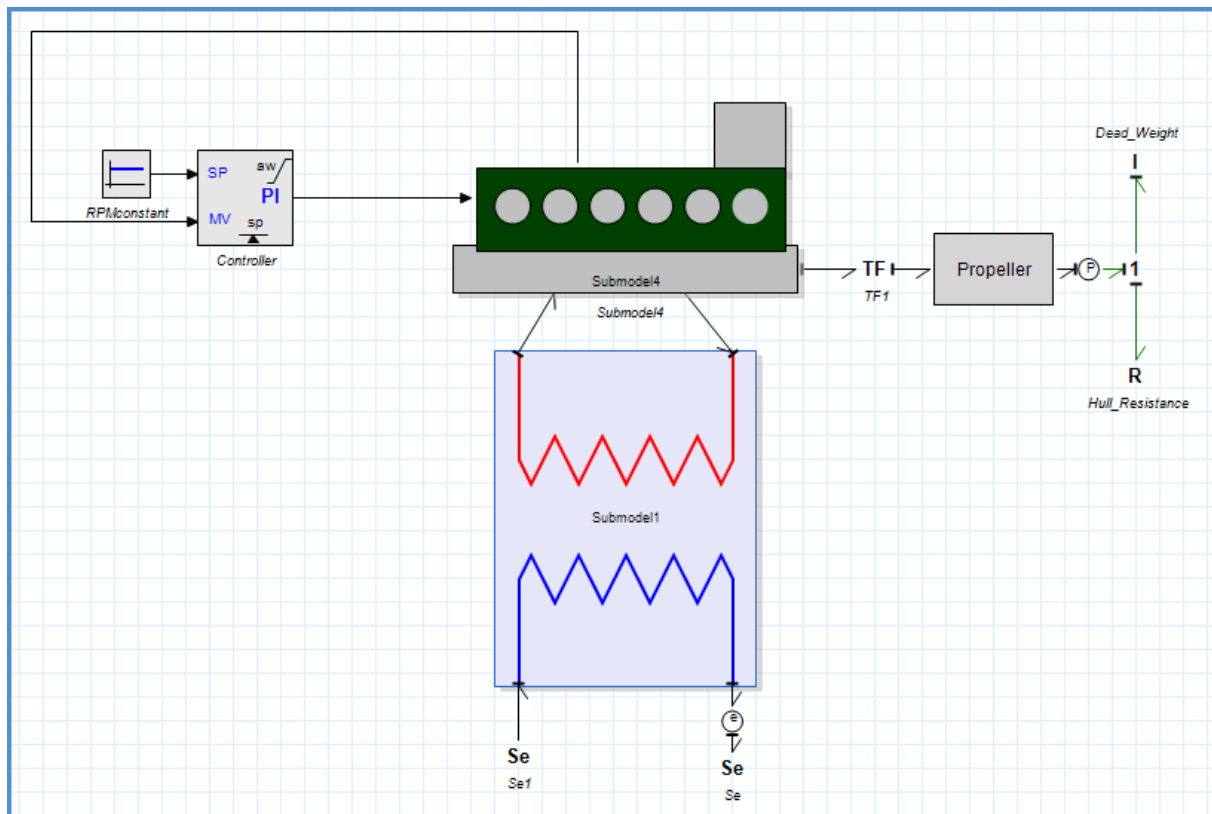 Dead_Weight
I
aw
SP
PI
RPMconstant
MV
sp
Controller
Submodel4
Submodel4
TF
TF1
Propeller
P
1
R
Hull_Resistance
Submodel1
e
Se
Se1
Se
Se